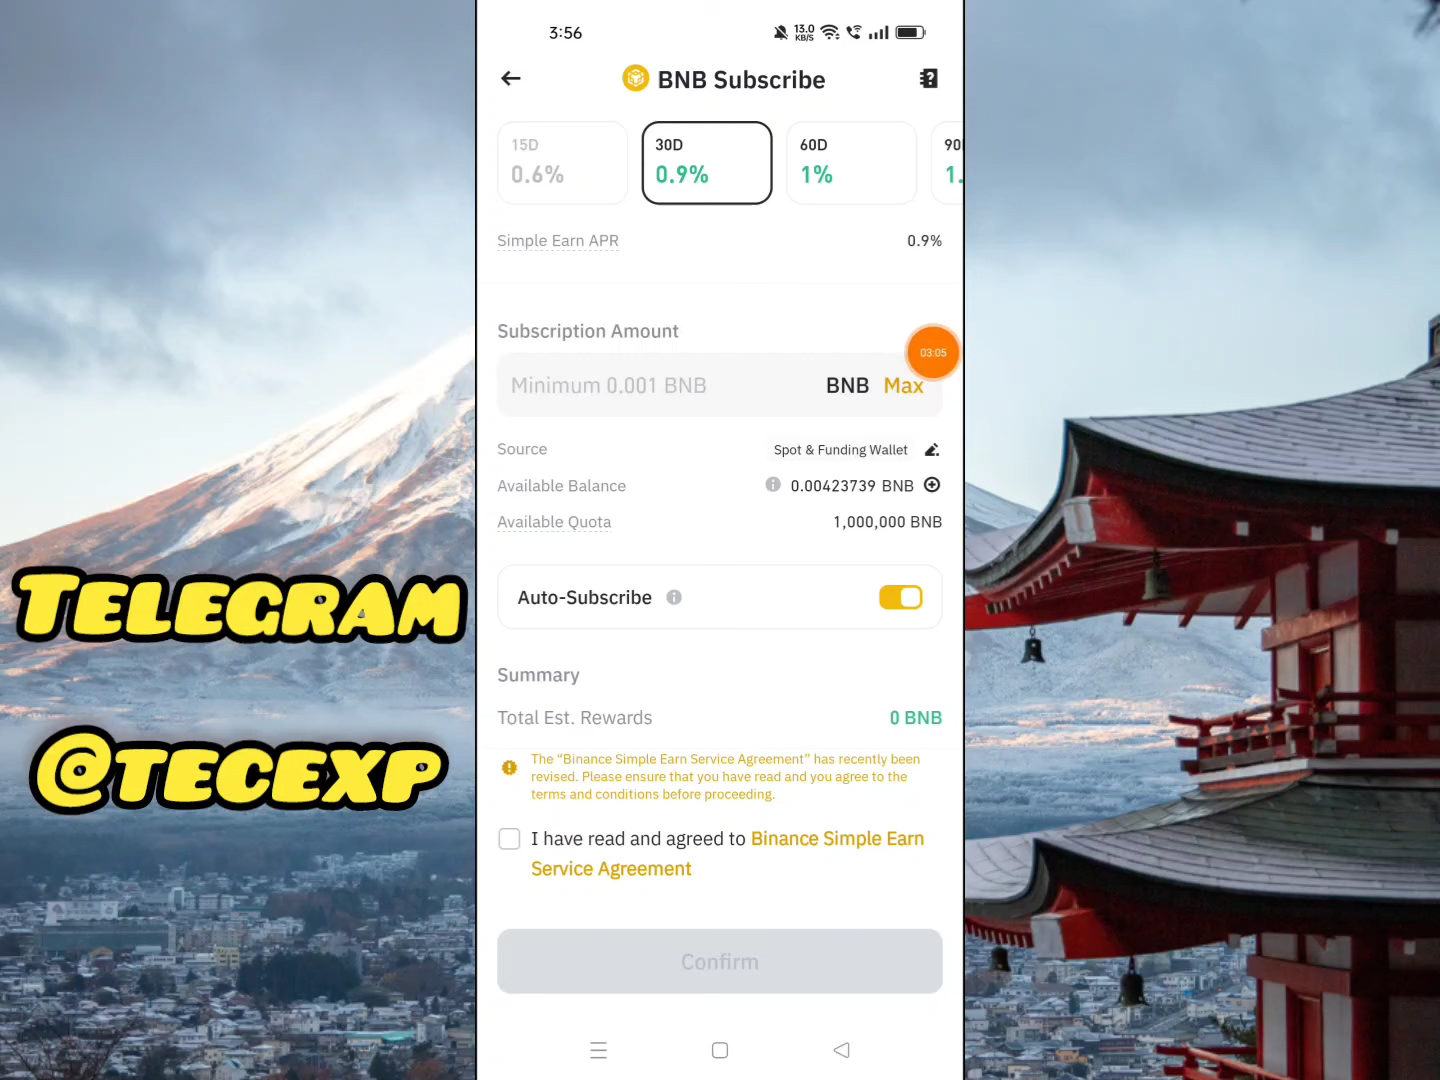 3:56
13.0
KB/S
BNB Subscribe
15D
0.6%
30D
0.9%
60D
1%
Simple Earn APR
0.9%
Subscription Amount
03:05
Minimum 0.001 BNB
BNB Max
Source
Spot & Funding Wallet
Available Balance
0.00423739 BNB
Available Quota
1,000,000 BNB
Auto-Subscribe
Summary
Total Est. Rewards
0 BNB
The “Binance Simple Earn Service Agreement” has recently been
revised. Please ensure that you have read and you agree to the
terms and conditions before proceeding.
I have read and agreed to Binance Simple Earn
Service Agreement
Confirm
TELEGRAM
@TECEXP